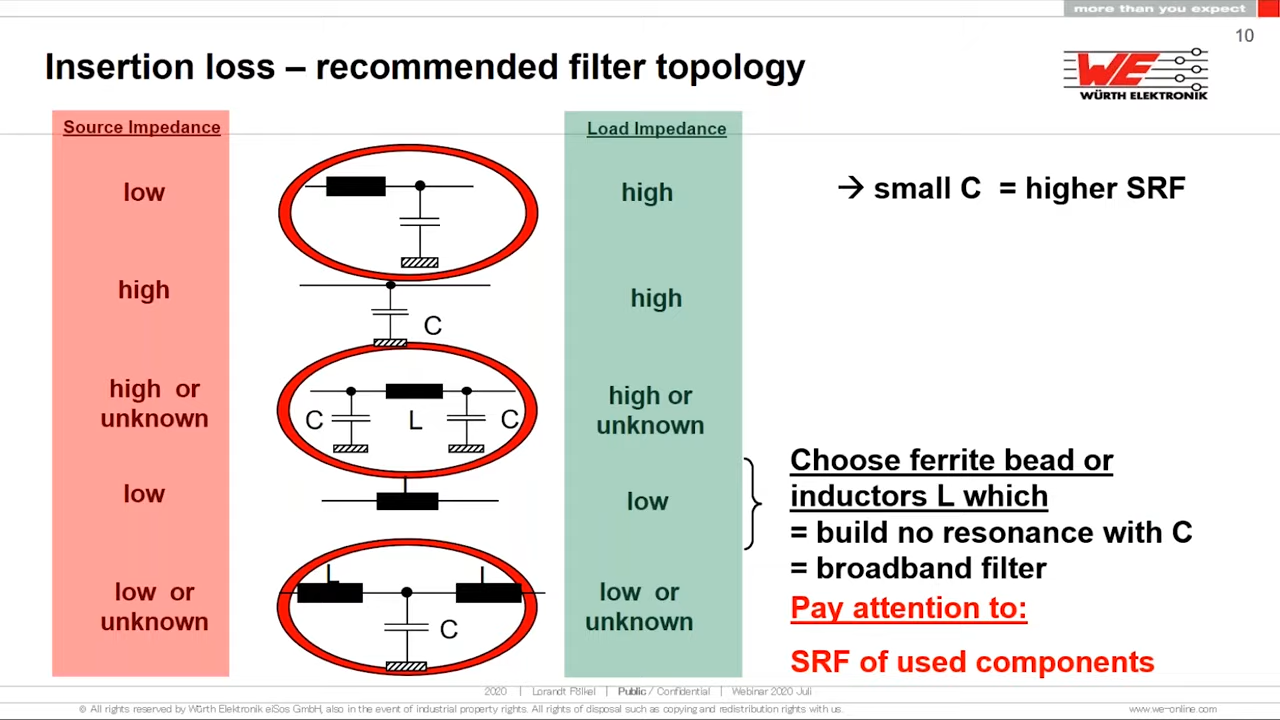 more than you expect
10
Insertion loss – recommended filter topology
WE
WÜRTH ELEKTRONIK
Source Impedance
Load Impedance
low
high
→ small C = higher SRF
high
high
C
high or
unknown
C
L
C
high or
unknown
low
low
low or
unknown
C
low or
unknown
Choose ferrite bead or
inductors L which
= build no resonance with C
= broadband filter
Pay attention to:
SRF of used components
2020 | Lorandt Fölkel | Public / Confidential | Webinar 2020 Juli
© All rights reserved by Würth Elektronik eiSos GmbH, also in the event of industrial property rights. All rights of disposal such as copying and redistribution rights with us.
www.we-online.com